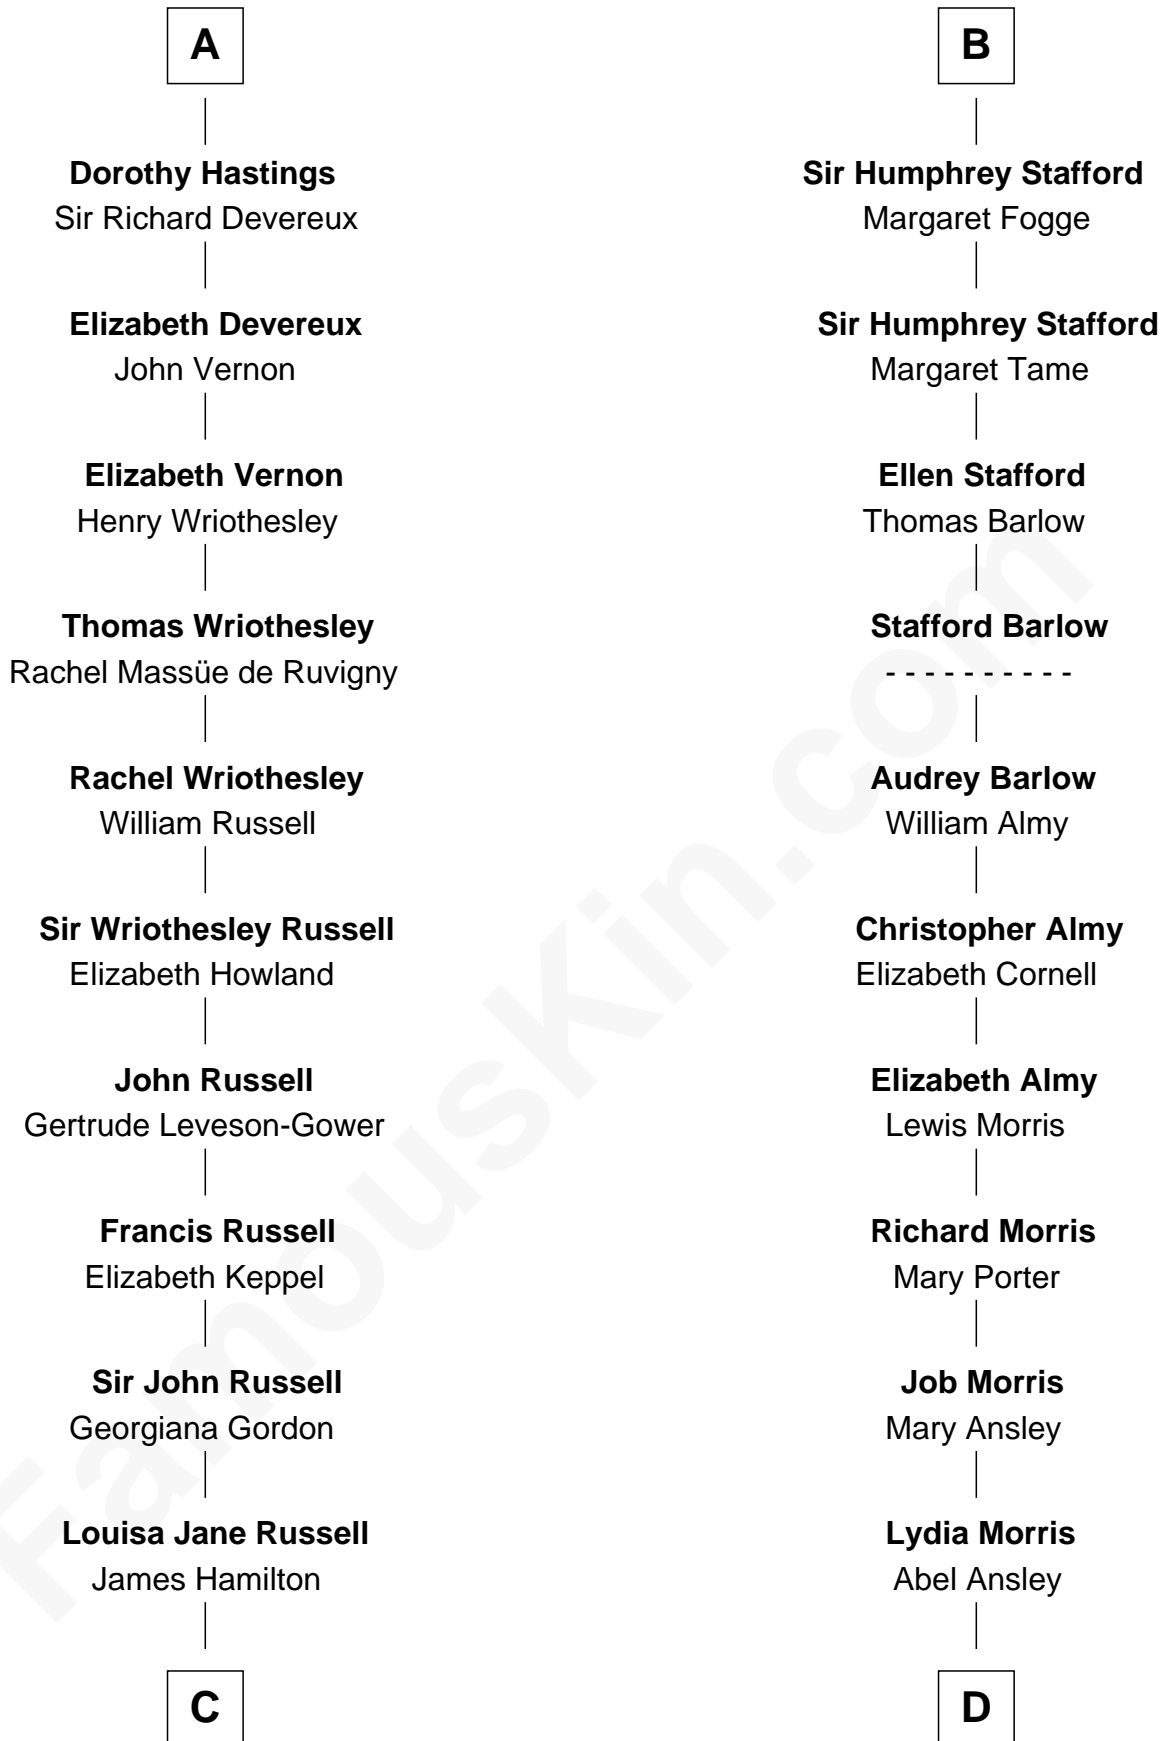 A
Dorothy Hastings
Sir Richard Devereux
Elizabeth Devereux
John Vernon
Elizabeth Vernon
Henry Wriothesley
Thomas Wriothesley
Rachel Massüe de Ruvigny
Rachel Wriothesley
William Russell
Sir Wriothesley Russell
Elizabeth Howland
John Russell
Gertrude Leveson-Gower
Francis Russell
Elizabeth Keppel
Sir John Russell
Georgiana Gordon
Louisa Jane Russell
James Hamilton
C
B
Sir Humphrey Stafford
Margaret Fogge
Sir Humphrey Stafford
Margaret Tame
Ellen Stafford
Thomas Barlow
Stafford Barlow
- - - - - - - - - -
Audrey Barlow
William Almy
Christopher Almy
Elizabeth Cornell
Elizabeth Almy
Lewis Morris
Richard Morris
Mary Porter
Job Morris
Mary Ansley
Lydia Morris
Abel Ansley
D
FamousKin.com